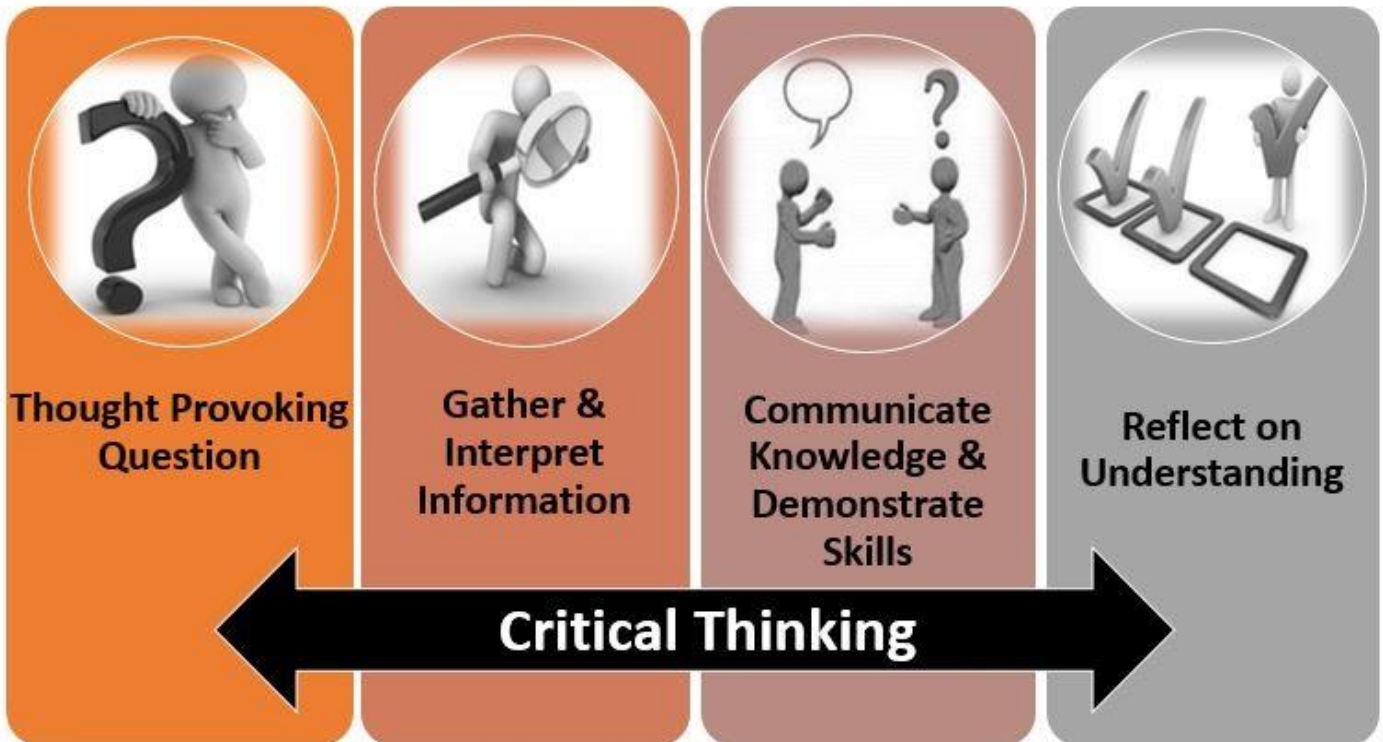 Thought Provoking
Question
Gather &
Interpret
Information
Communicate
Knowledge &
Demonstrate
Skills
Reflect on
Understanding
Critical Thinking